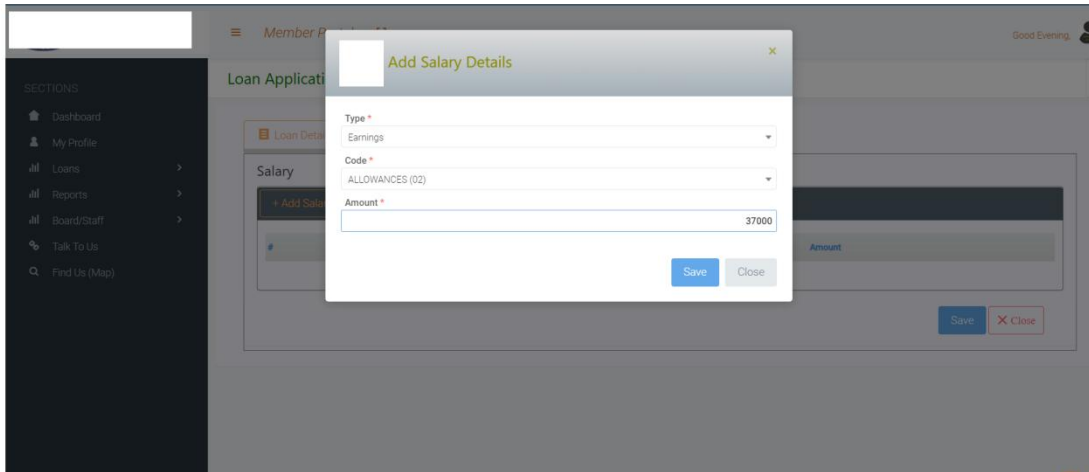 Member P
Good Evening,
Add Salary Details
×
Loan Applicati
SECTIONS
Dashboard
My Profile
Loans
Reports
Board/Staff
Talk To Us
Find Us (Map)
Loan Deta
Salary
+ Add Sala
#
Amount
Type *
Earnings
Code *
ALLOWANCES (02)
Amount *
37000
Save Close
Save X Close